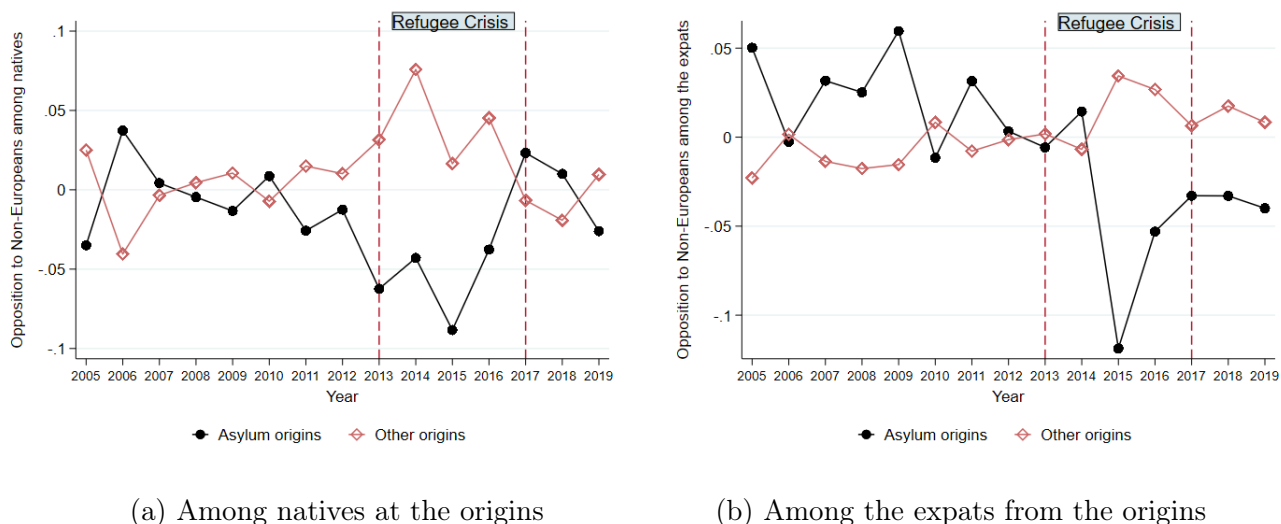 Refugee Crisis
Opposition to Non-Europeans among natives
.1
.05
0
-.05
-.1
2005 2006 2007 2008 2009 2010 2011 2012 2013 2014 2015 2016 2017 2018 2019
Year
Asylum origins Other origins
(a) Among natives at the origins
Refugee Crisis
Opposition to Non-Europeans among the expats
.05
0
-.05
-.1
2005 2006 2007 2008 2009 2010 2011 2012 2013 2014 2015 2016 2017 2018 2019
Year
Asylum origins Other origins
(b) Among the expats from the origins